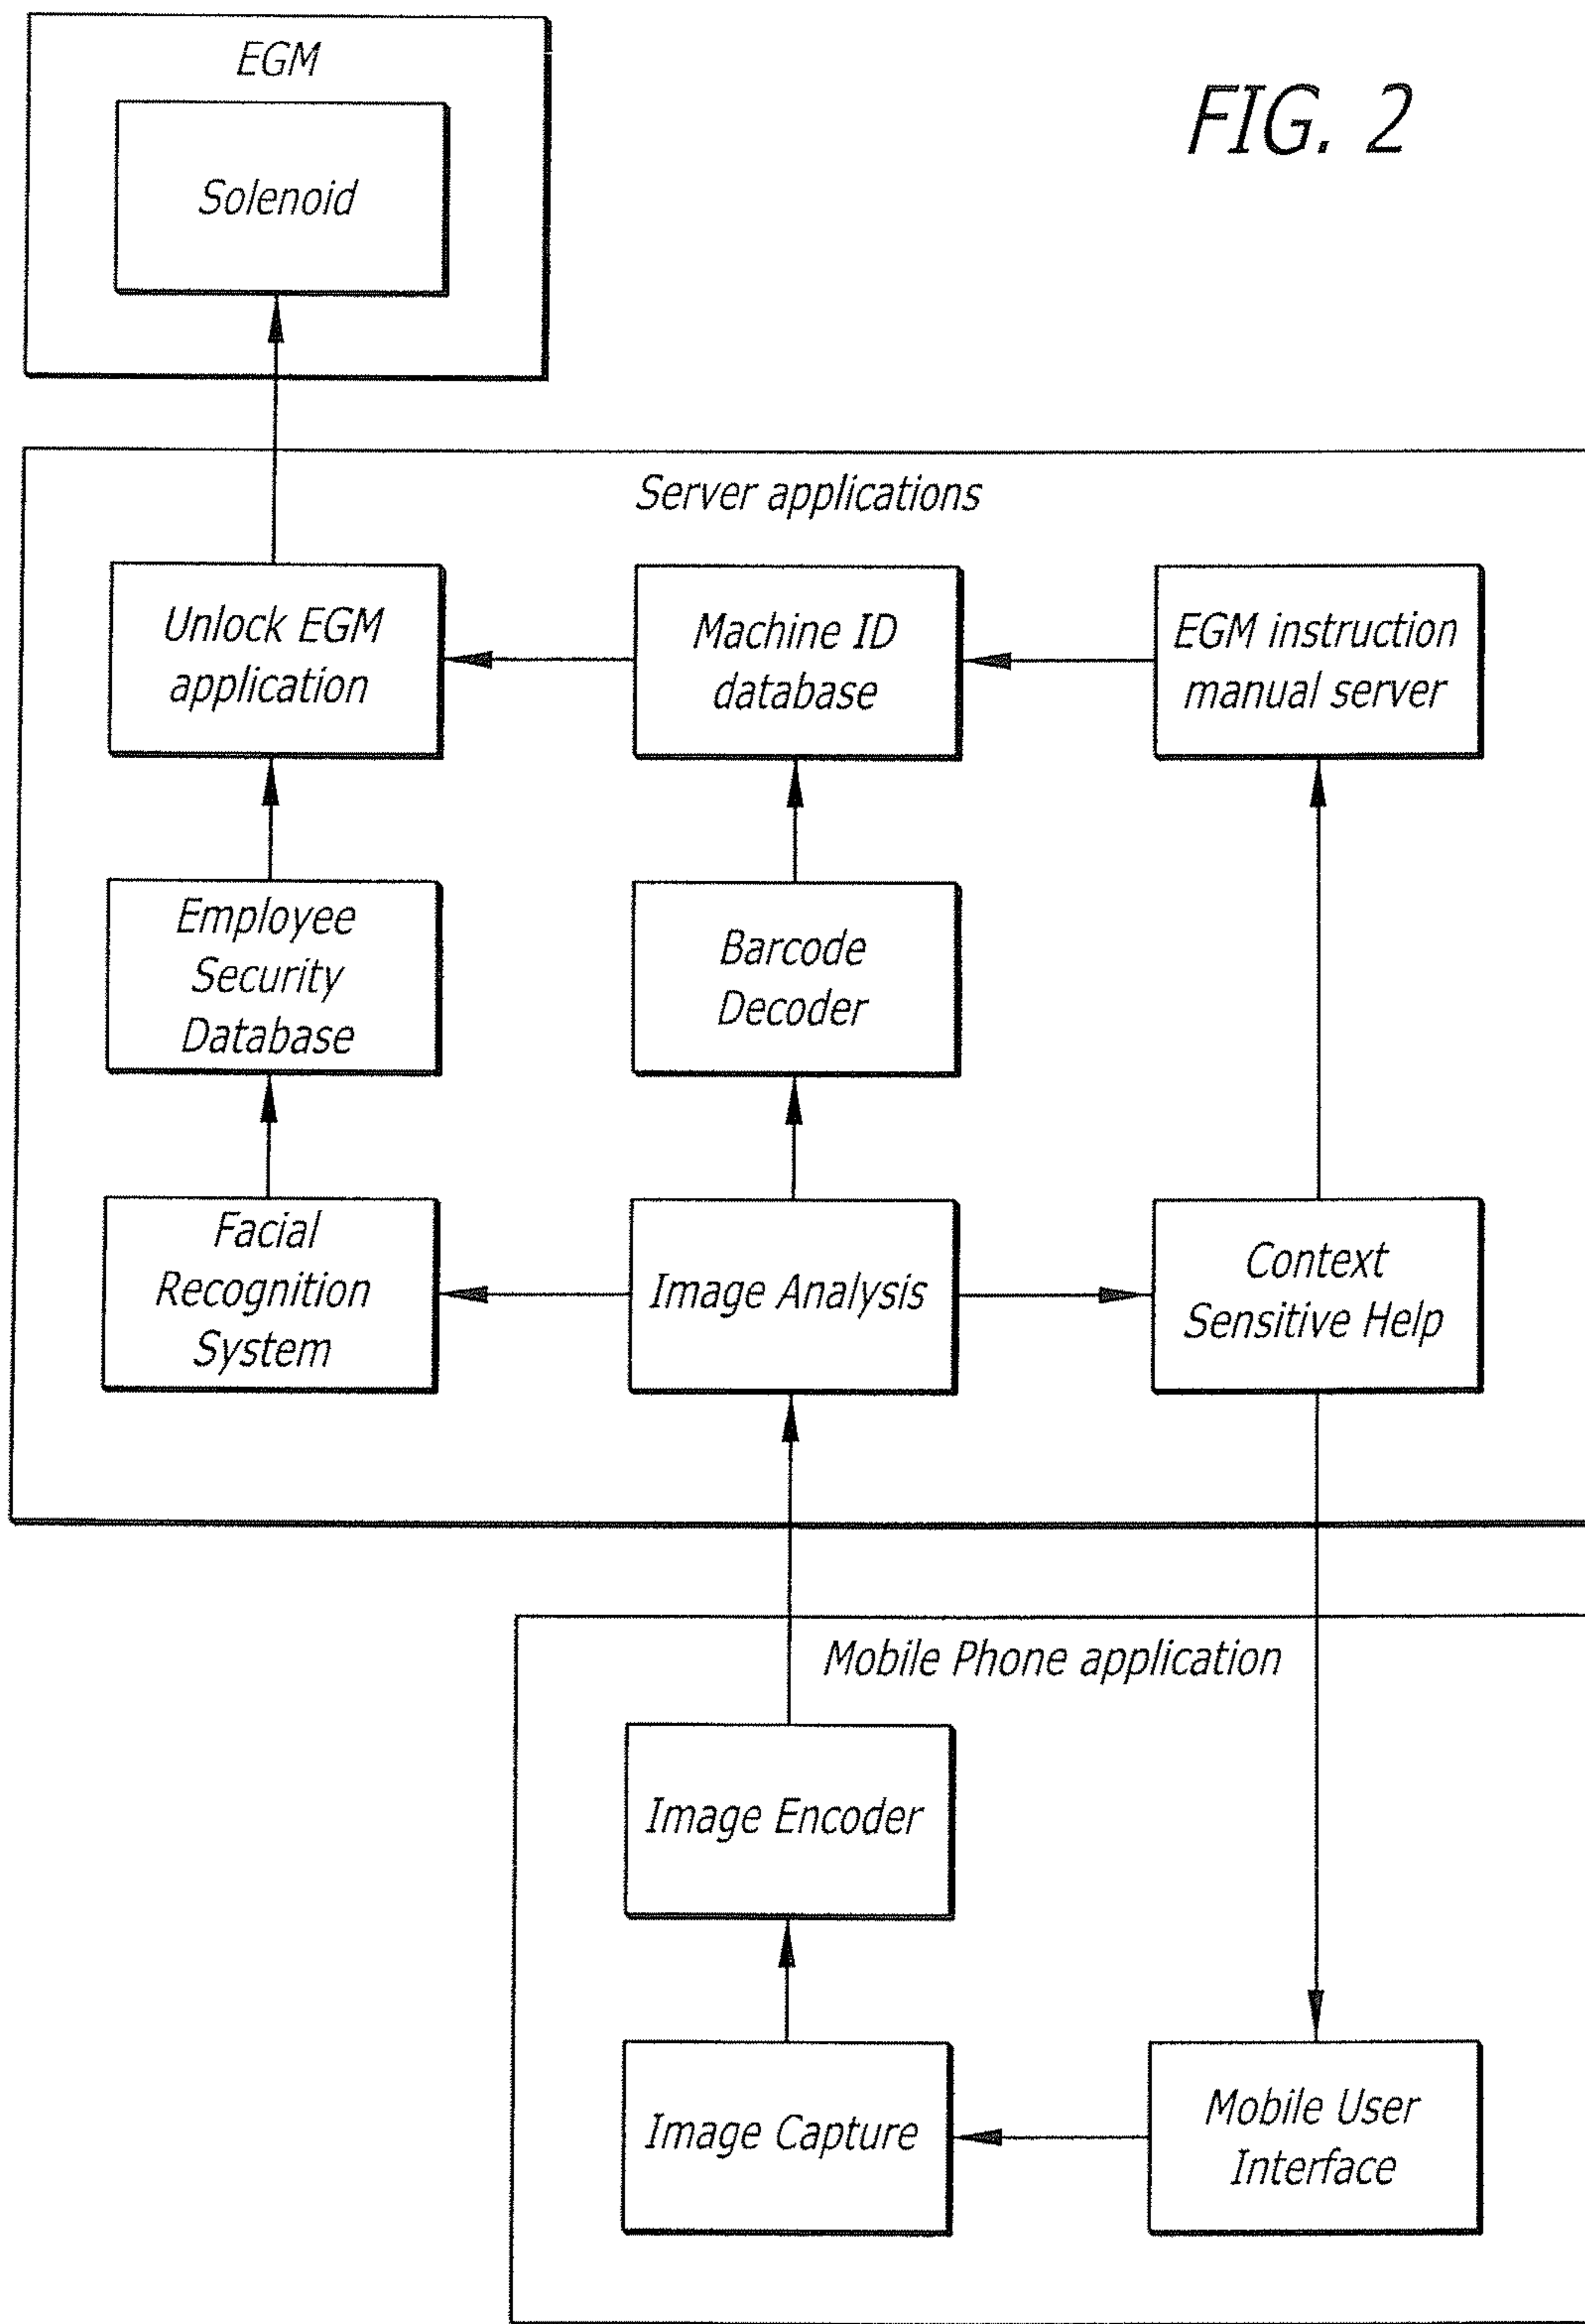 EGM
FIG. 2
Solenoid
Server applications
Unlock EGM
application
Machine ID
database
EGM instruction
manual server
Employee
Security
Database
Barcode
Decoder
Facial
Recognition
System
Image Analysis
Context
Sensitive Help
Mobile Phone application
Image Encoder
Image Capture
Mobile User
Interface